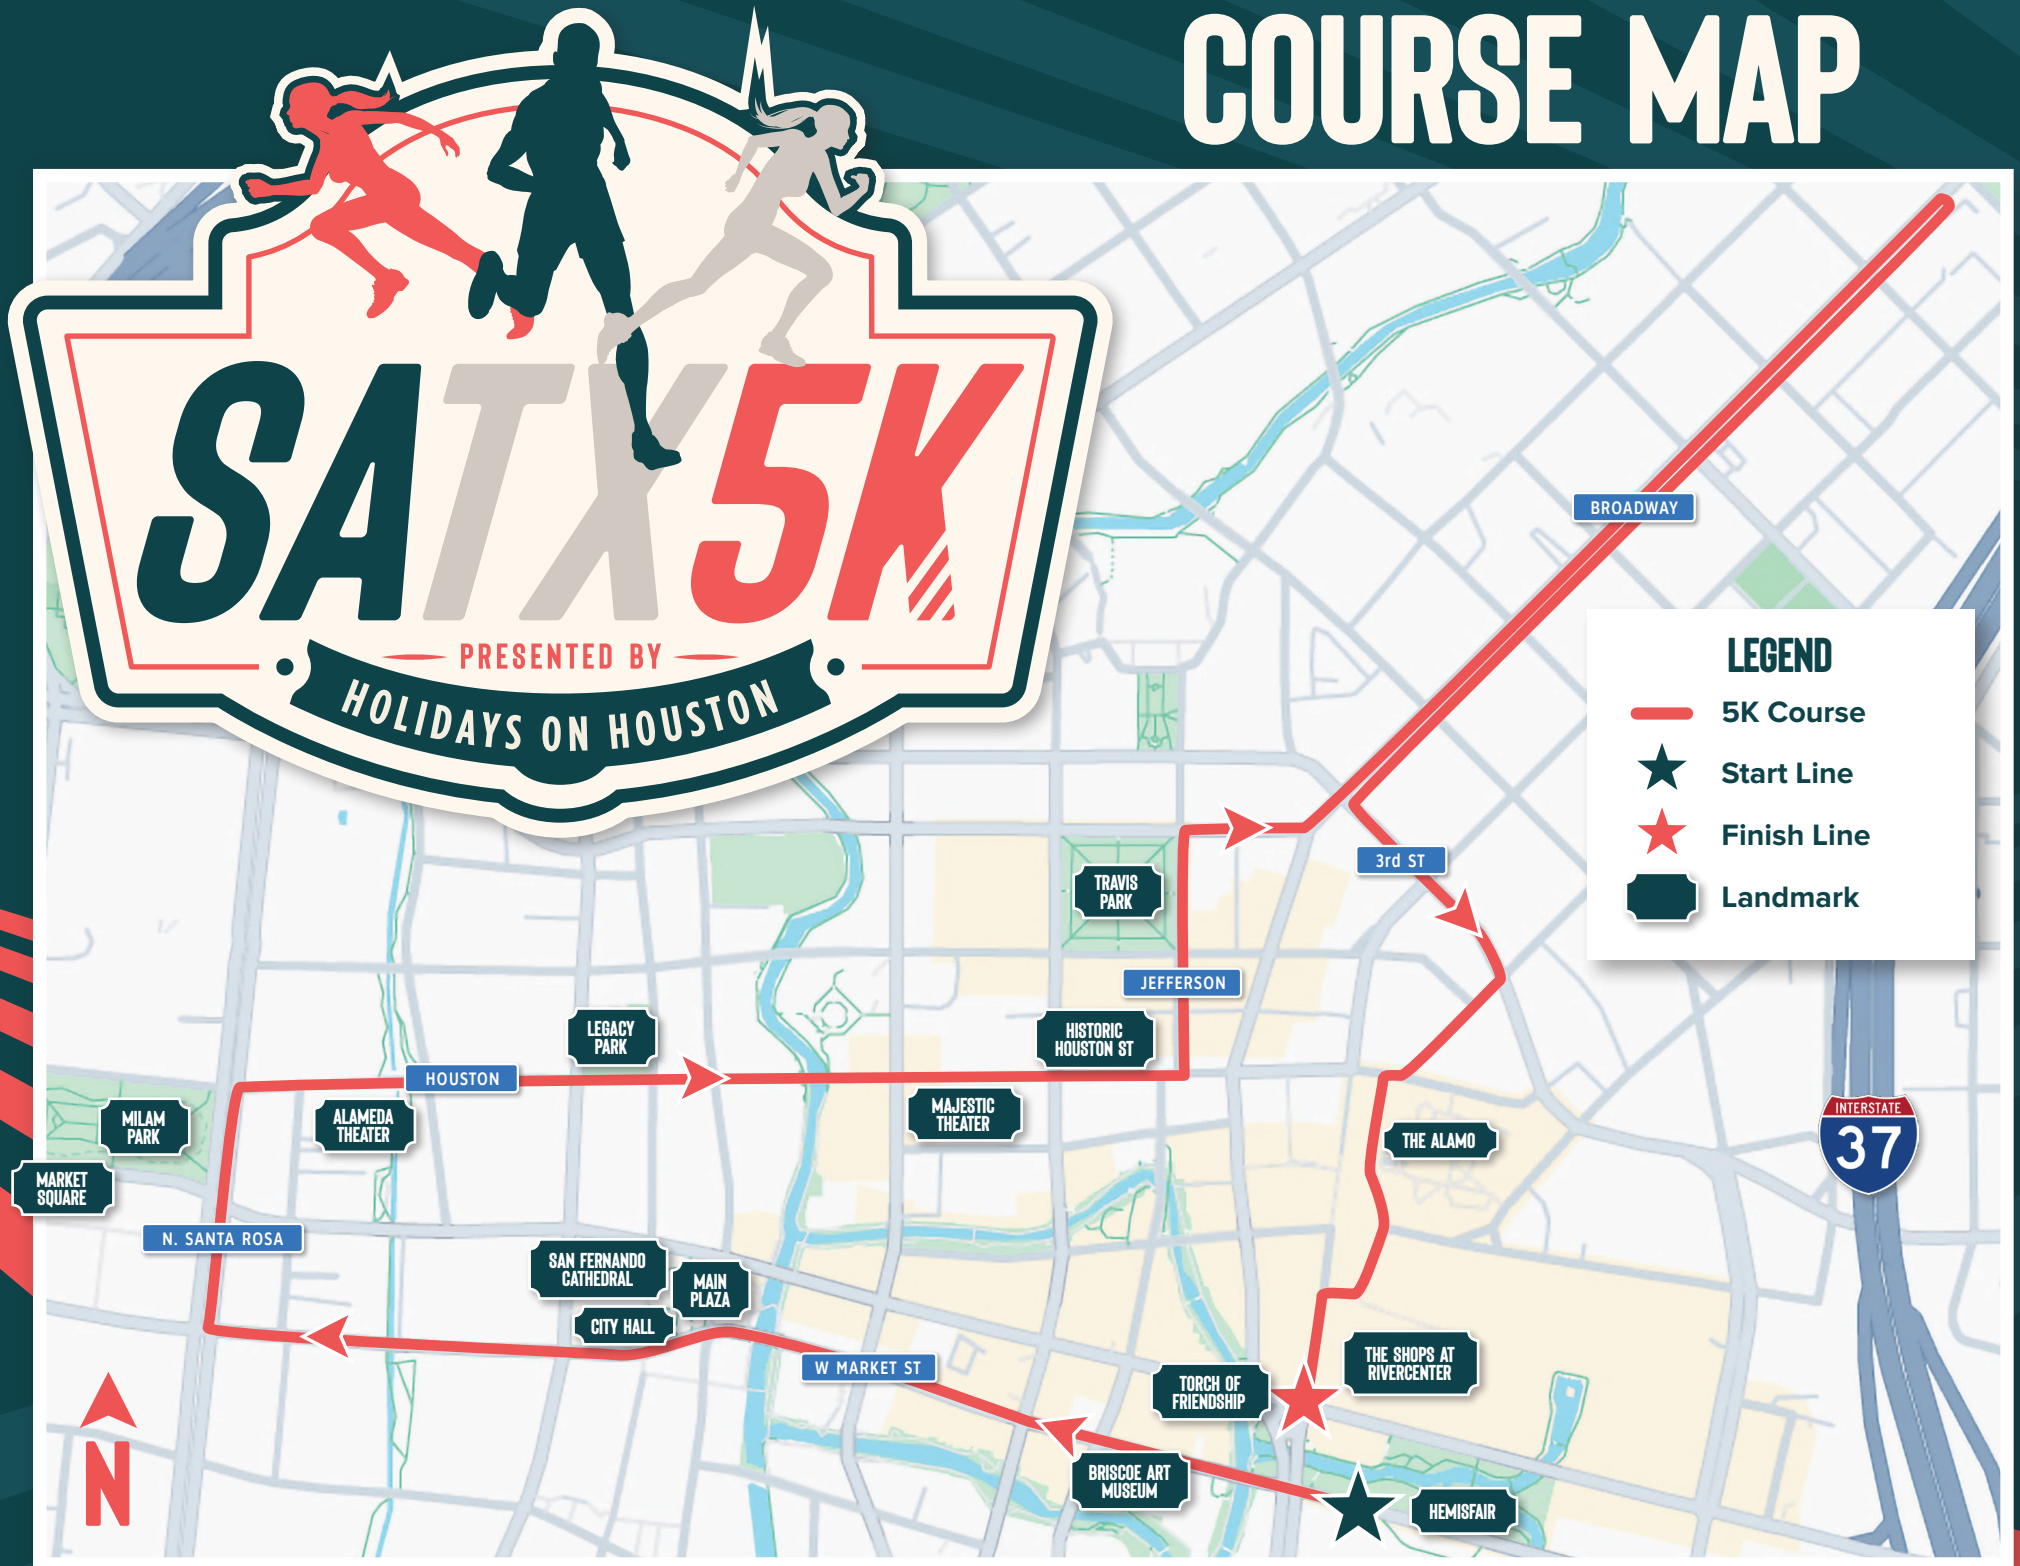 COURSE MAP
SATX5K
PRESENTED BY
HOLIDAYS ON HOUSTON
BROADWAY
LEGEND
5K Course
Start Line
Finish Line
Landmark
3rd ST
TRAVIS
PARK
JEFFERSON
LEGACY
PARK
HISTORIC
HOUSTON ST
HOUSTON
MILAM
PARK
ALAMEDA
THEATER
MAJESTIC
THEATER
THE ALAMO
INTERSTATE
37
MARKET
SQUARE
N. SANTA ROSA
SAN FERNANDO
CATHEDRAL
MAIN
PLAZA
CITY HALL
W MARKET ST
THE SHOPS AT
RIVERCENTER
TORCH OF
FRIENDSHIP
BRISCOE ART
MUSEUM
HEMISFAIR
N